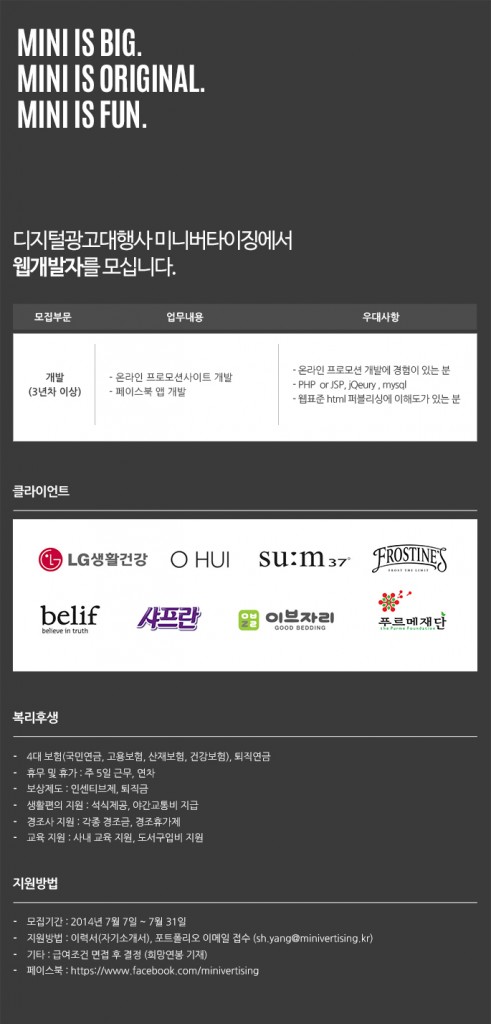 MINI IS BIG.
MINI IS ORIGINAL.
MINI IS FUN.
디지털광고대행사 미니버타이징에서
웹개발자를 모십니다.
모집부문 업무내용 우대사항
개발
(3년차 이상)
- 온라인 프로모션사이트 개발
- 페이스북 앱 개발
- 온라인 프로모션 개발에 경험이 있는 분
- PHP or JSP, jQeury , mysql
- 웹표준 html 퍼블리싱에 이해도가 있는 분
클라이언트
LG생활건강 O HUI su:m 37° FROSTINE'S
TRUST THE FIRST
belif
believe in truth
샤프란
이브자리
GOOD BEDDING
푸르메재단
The Purme Foundation
복리후생
- 4대 보험(국민연금, 고용보험, 산재보험, 건강보험), 퇴직연금
- 휴무 및 휴가 : 주 5일 근무, 연차
- 보상제도 : 인센티브제, 퇴직금
- 생활편의 지원 : 석식제공, 야간교통비 지급
- 경조사 지원 : 각종 경조금, 경조휴가제
- 교육 지원 : 사내 교육 지원, 도서구입비 지원
지원방법
- 모집기간 : 2014년 7월 7일 ~ 7월 31일
- 지원방법 : 이력서(자기소개서), 포트폴리오 이메일 접수 (sh.yang@minivertising.kr)
- 기타 : 급여조건 면접 후 결정 (희망연봉 기재)
- 페이스북 : https://www.facebook.com/minivertising